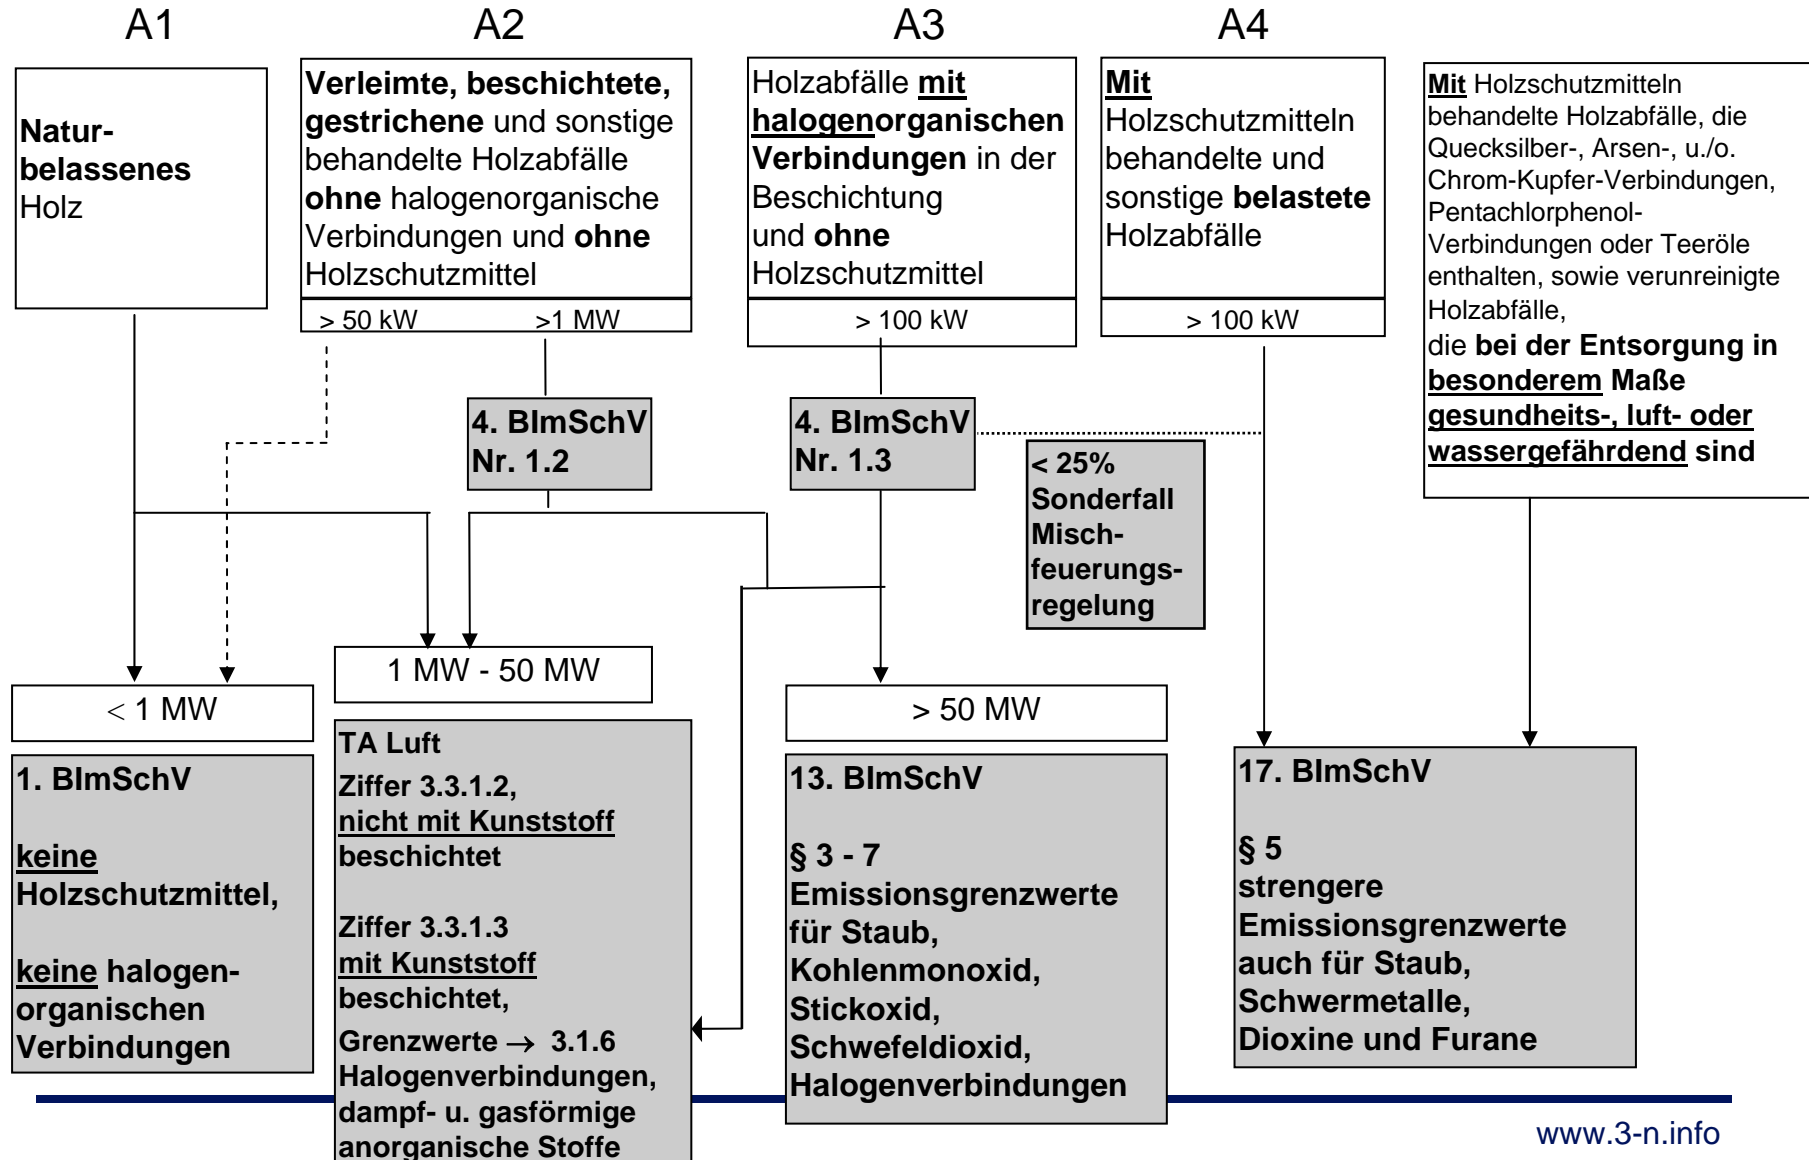 A1
A2
A3
A4
Natur-
belassenes
Holz
Verleimte, beschichtete,
gestrichene und sonstige
behandelte Holzabfälle
ohne halogenorganische
Verbindungen und ohne
Holzschutzmittel
> 50 kW
>1 MW
Holzabfälle mit
halogenorganischen
Verbindungen in der
Beschichtung
und ohne
Holzschutzmittel
> 100 kW
Mit
Holzschutzmitteln
behandelte und
sonstige belastete
Holzabfälle
> 100 kW
Mit Holzschutzmitteln
behandelte Holzabfälle, die
Quecksilber-, Arsen-, u./o.
Chrom-Kupfer-Verbindungen,
Pentachlorphenol-
Verbindungen oder Teeröle
enthalten, sowie verunreinigte
Holzabfälle,
die bei der Entsorgung in
besonderem Maße
gesundheits-, luft- oder
wassergefährdend sind
4. BImSchV
Nr. 1.2
4. BImSchV
Nr. 1.3
< 25%
Sonderfall
Misch-
feuerungs-
regelung
< 1 MW
1 MW - 50 MW
> 50 MW
1. BImSchV
keine
Holzschutzmittel,
keine halogen-
organischen
Verbindungen
TA Luft
Ziffer 3.3.1.2,
nicht mit Kunststoff
beschichtet
Ziffer 3.3.1.3
mit Kunststoff
beschichtet,
Grenzwerte → 3.1.6
Halogenverbindungen,
dampf- u. gasförmige
anorganische Stoffe
13. BImSchV
§ 3 - 7
Emissionsgrenzwerte
für Staub,
Kohlenmonoxid,
Stickoxid,
Schwefeldioxid,
Halogenverbindungen
17. BImSchV
§ 5
strengere
Emissionsgrenzwerte
auch für Staub,
Schwermetalle,
Dioxine und Furane
www.3-n.info